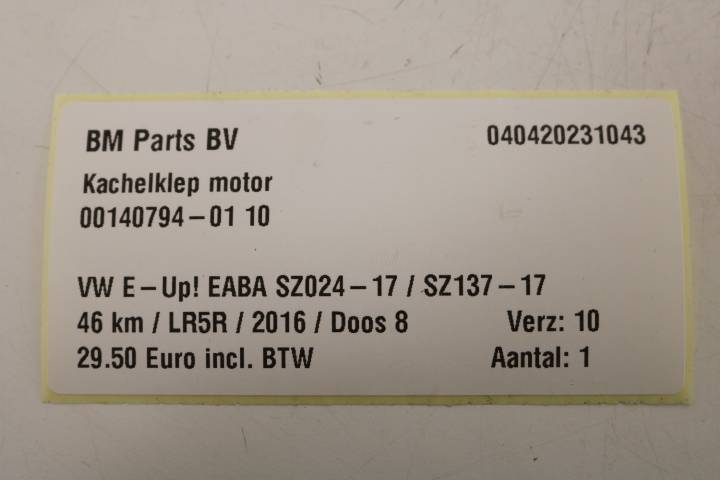 BM Parts BV 040420231043
Kachelklep motor
00140794-01 10
VW E-Up! EABA SZ024-17 / SZ137-17
46 km / LR5R / 2016 / Doos 8 Verz: 10
29.50 Euro incl. BTW Aantal: 1